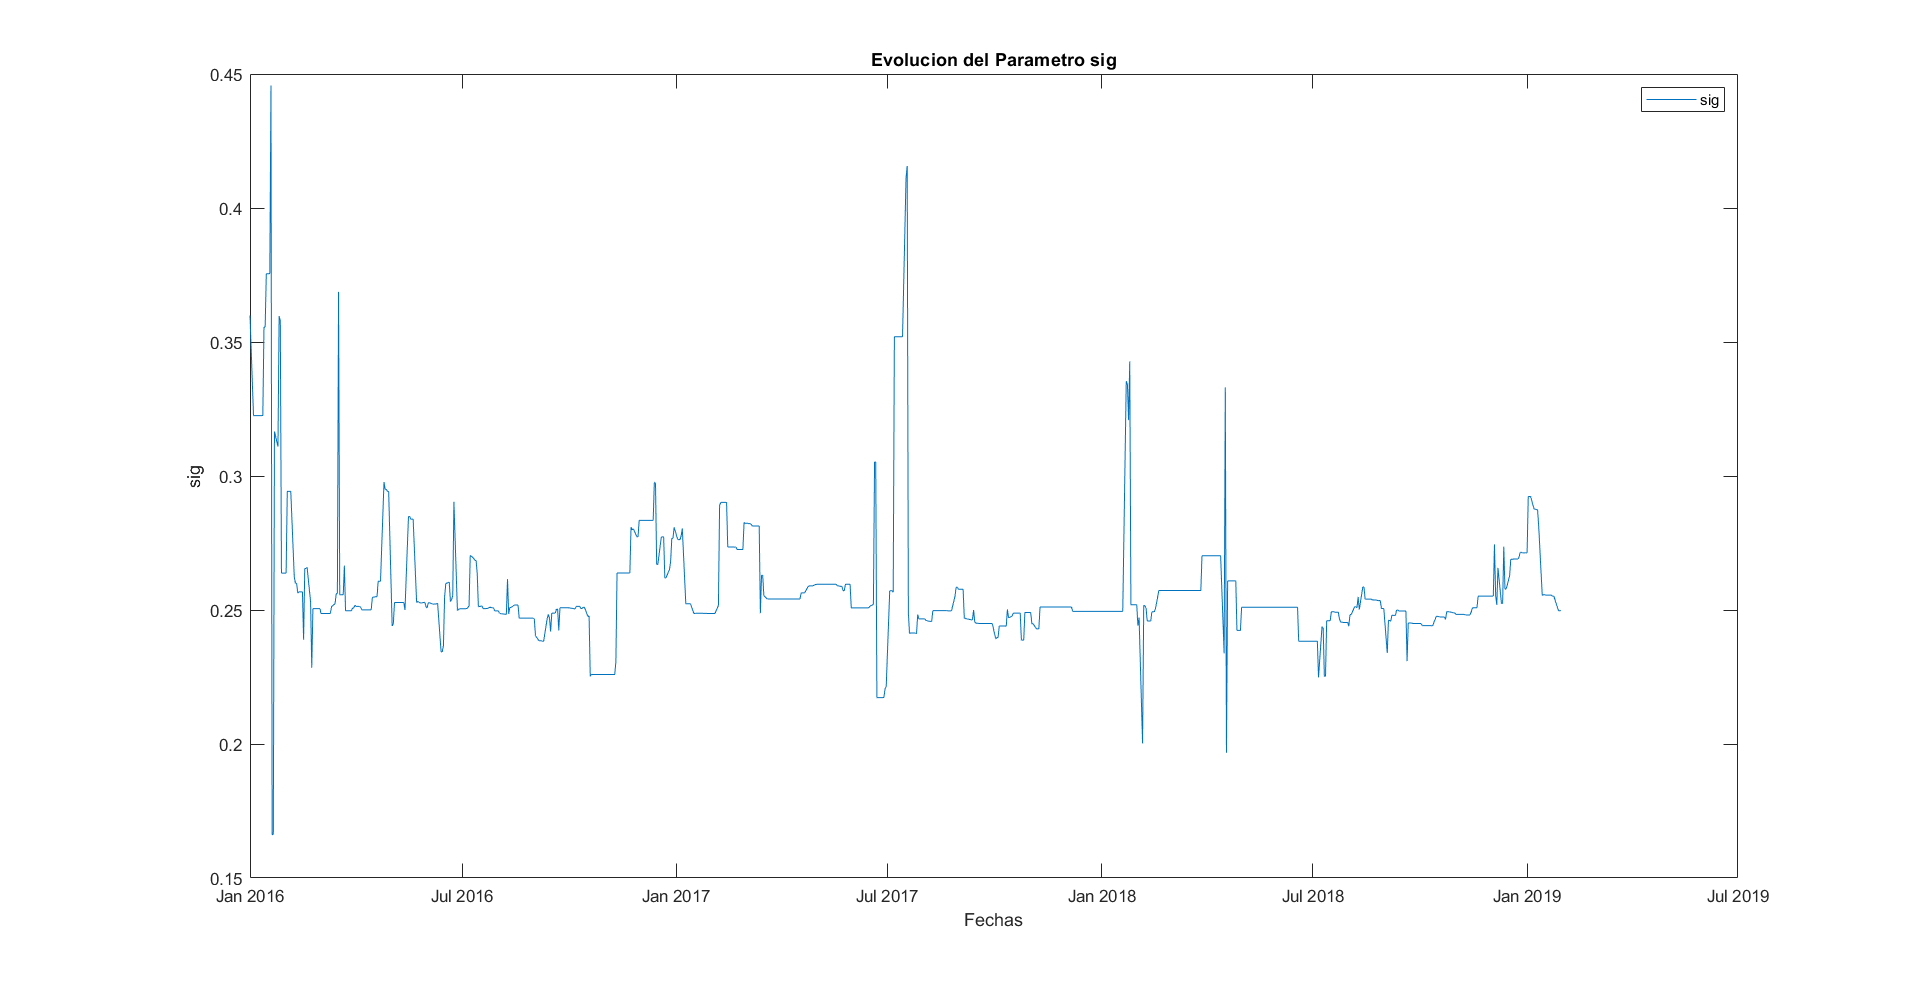 Evolucion del Parametro sig
sig
0.45
0.4
0.35
0.3
0.25
0.2
0.15
sig
Jan 2016 Jul 2016 Jan 2017 Jul 2017 Jan 2018 Jul 2018 Jan 2019 Jul 2019
Fechas